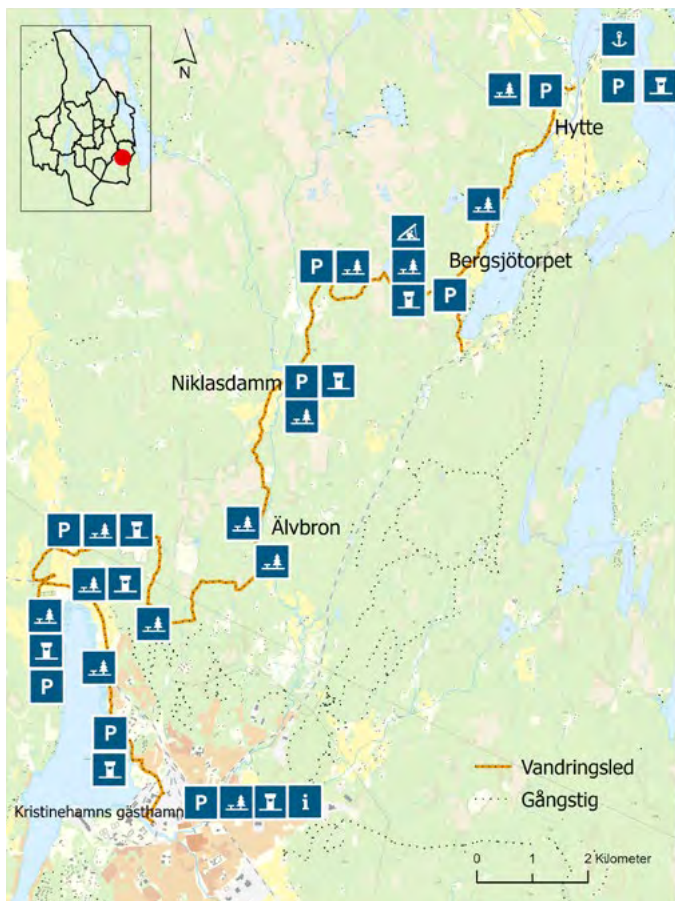 N
P
P
Hytte
Bergsjötorpet
P
P
Niklasdamm
P
Älvbron
P
P
P
Kristinehamns gästhamn
P
i
Vandringsled
Gångstig
0 1 2 Kilometer